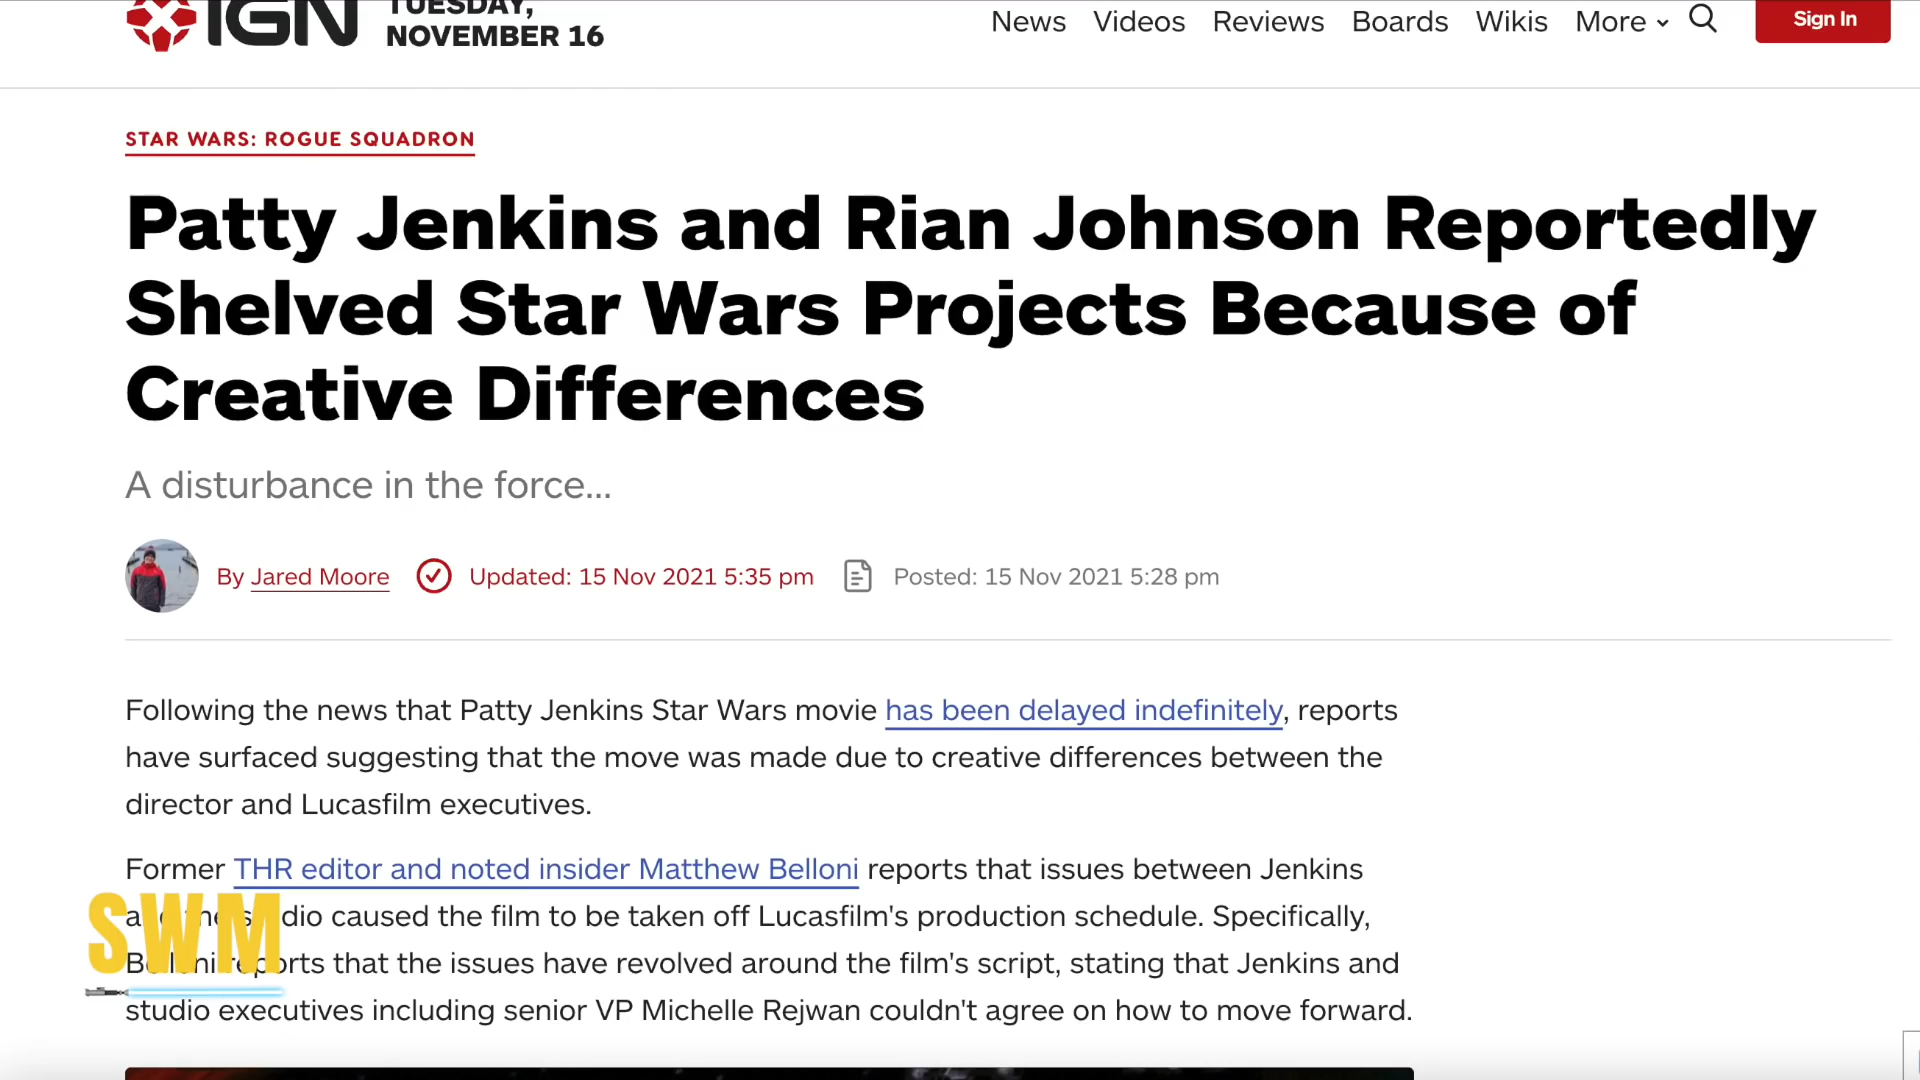 IGN
TUESDAY,
NOVEMBER 16
News Videos Reviews Boards Wikis More
Sign In
STAR WARS: ROGUE SQUADRON
Patty Jenkins and Rian Johnson Reportedly
Shelved Star Wars Projects Because of
Creative Differences
A disturbance in the force...
By Jared Moore
Updated: 15 Nov 2021 5:35 pm
Posted: 15 Nov 2021 5:28 pm
Following the news that Patty Jenkins Star Wars movie has been delayed indefinitely, reports
have surfaced suggesting that the move was made due to creative differences between the
director and Lucasfilm executives.
Former THR editor and noted insider Matthew Belloni reports that issues between Jenkins
and the studio caused the film to be taken off Lucasfilm's production schedule. Specifically,
Belloni reports that the issues have revolved around the film's script, stating that Jenkins and
studio executives including senior VP Michelle Rejwan couldn't agree on how to move forward.
SWM